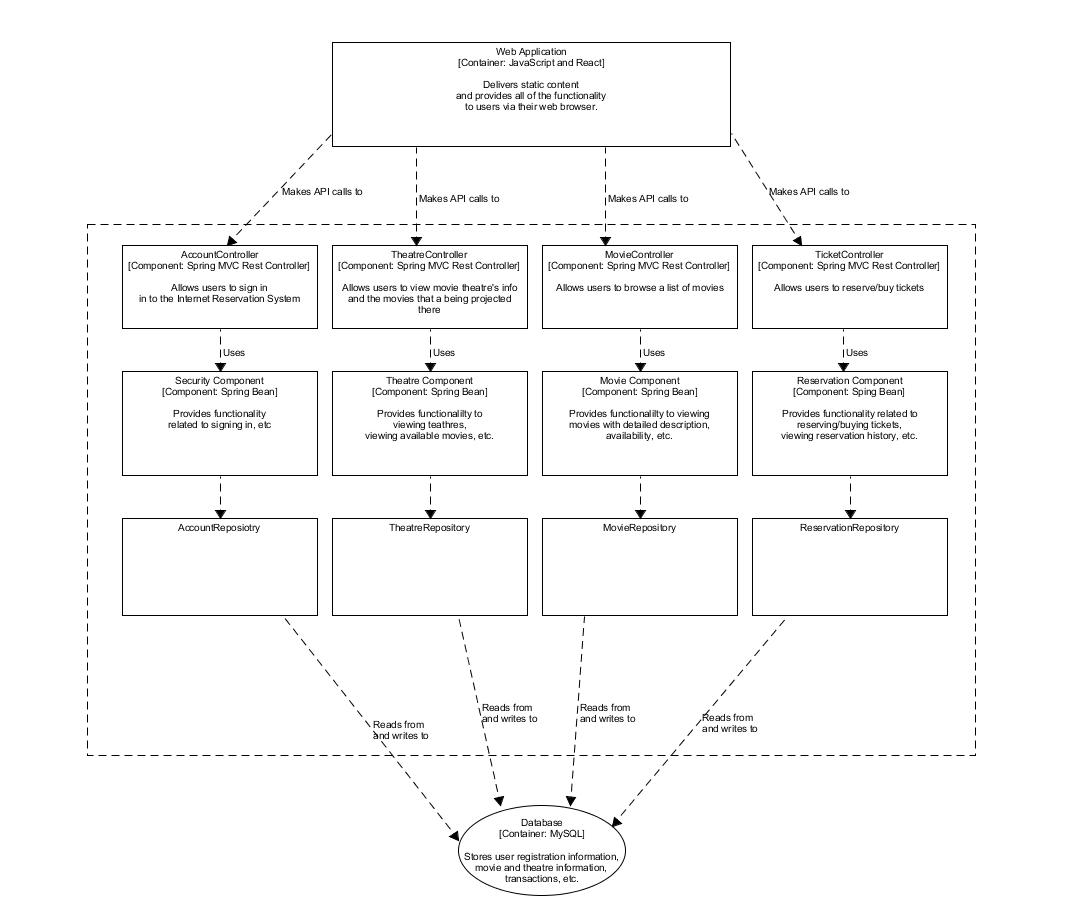 Web Application
[Container: JavaScript and React]
Delivers static content
and provides all of the functionality
to users via their web browser.
Makes API calls to
Makes API calls to
Makes API calls to
Makes API calls to
AccountController
[Component: Spring MVC Rest Controller]
Allows users to sign in
in to the Internet Reservation System
TheatreController
[Component: Spring MVC Rest Controller]
Allows users to view movie theatre's info
and the movies that a being projected
there
MovieController
[Component: Spring MVC Rest Controller]
Allows users to browse a list of movies
TicketController
[Component: Spring MVC Rest Controller]
Allows users to reserve/buy tickets
Uses
Uses
Uses
Uses
Security Component
[Component: Spring Bean]
Provides functionality
related to signing in, etc
Theatre Component
[Component: Spring Bean]
Provides functionalilty to
viewing teathres,
viewing available movies, etc.
Movie Component
[Component: Spring Bean]
Provides functionalilty to viewing
movies with detailed description,
availability, etc.
Reservation Component
[Component: Sping Bean]
Provides functionality related to
reserving/buying tickets,
viewing reservation history, etc.
AccountReposiotry
TheatreRepository
MovieRepository
ReservationRepository
Reads from
and writes to
Reads from
and writes to
Reads from
and writes to
Reads from
and writes to
Database
[Container: MySQL]
Stores user registration information,
movie and theatre information,
transactions, etc.